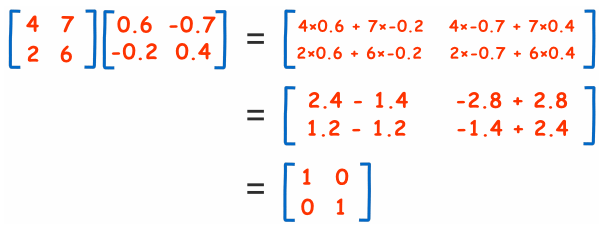 [4 7] [0.6 -0.7] = [4×0.6 + 7×-0.2 4×-0.7 + 7×0.4]
[2 6] [-0.2 0.4] [2×0.6 + 6×-0.2 2×-0.7 + 6×0.4]
= [2.4 - 1.4 -2.8 + 2.8]
[1.2 - 1.2 -1.4 + 2.4]
= [1 0]
[0 1]